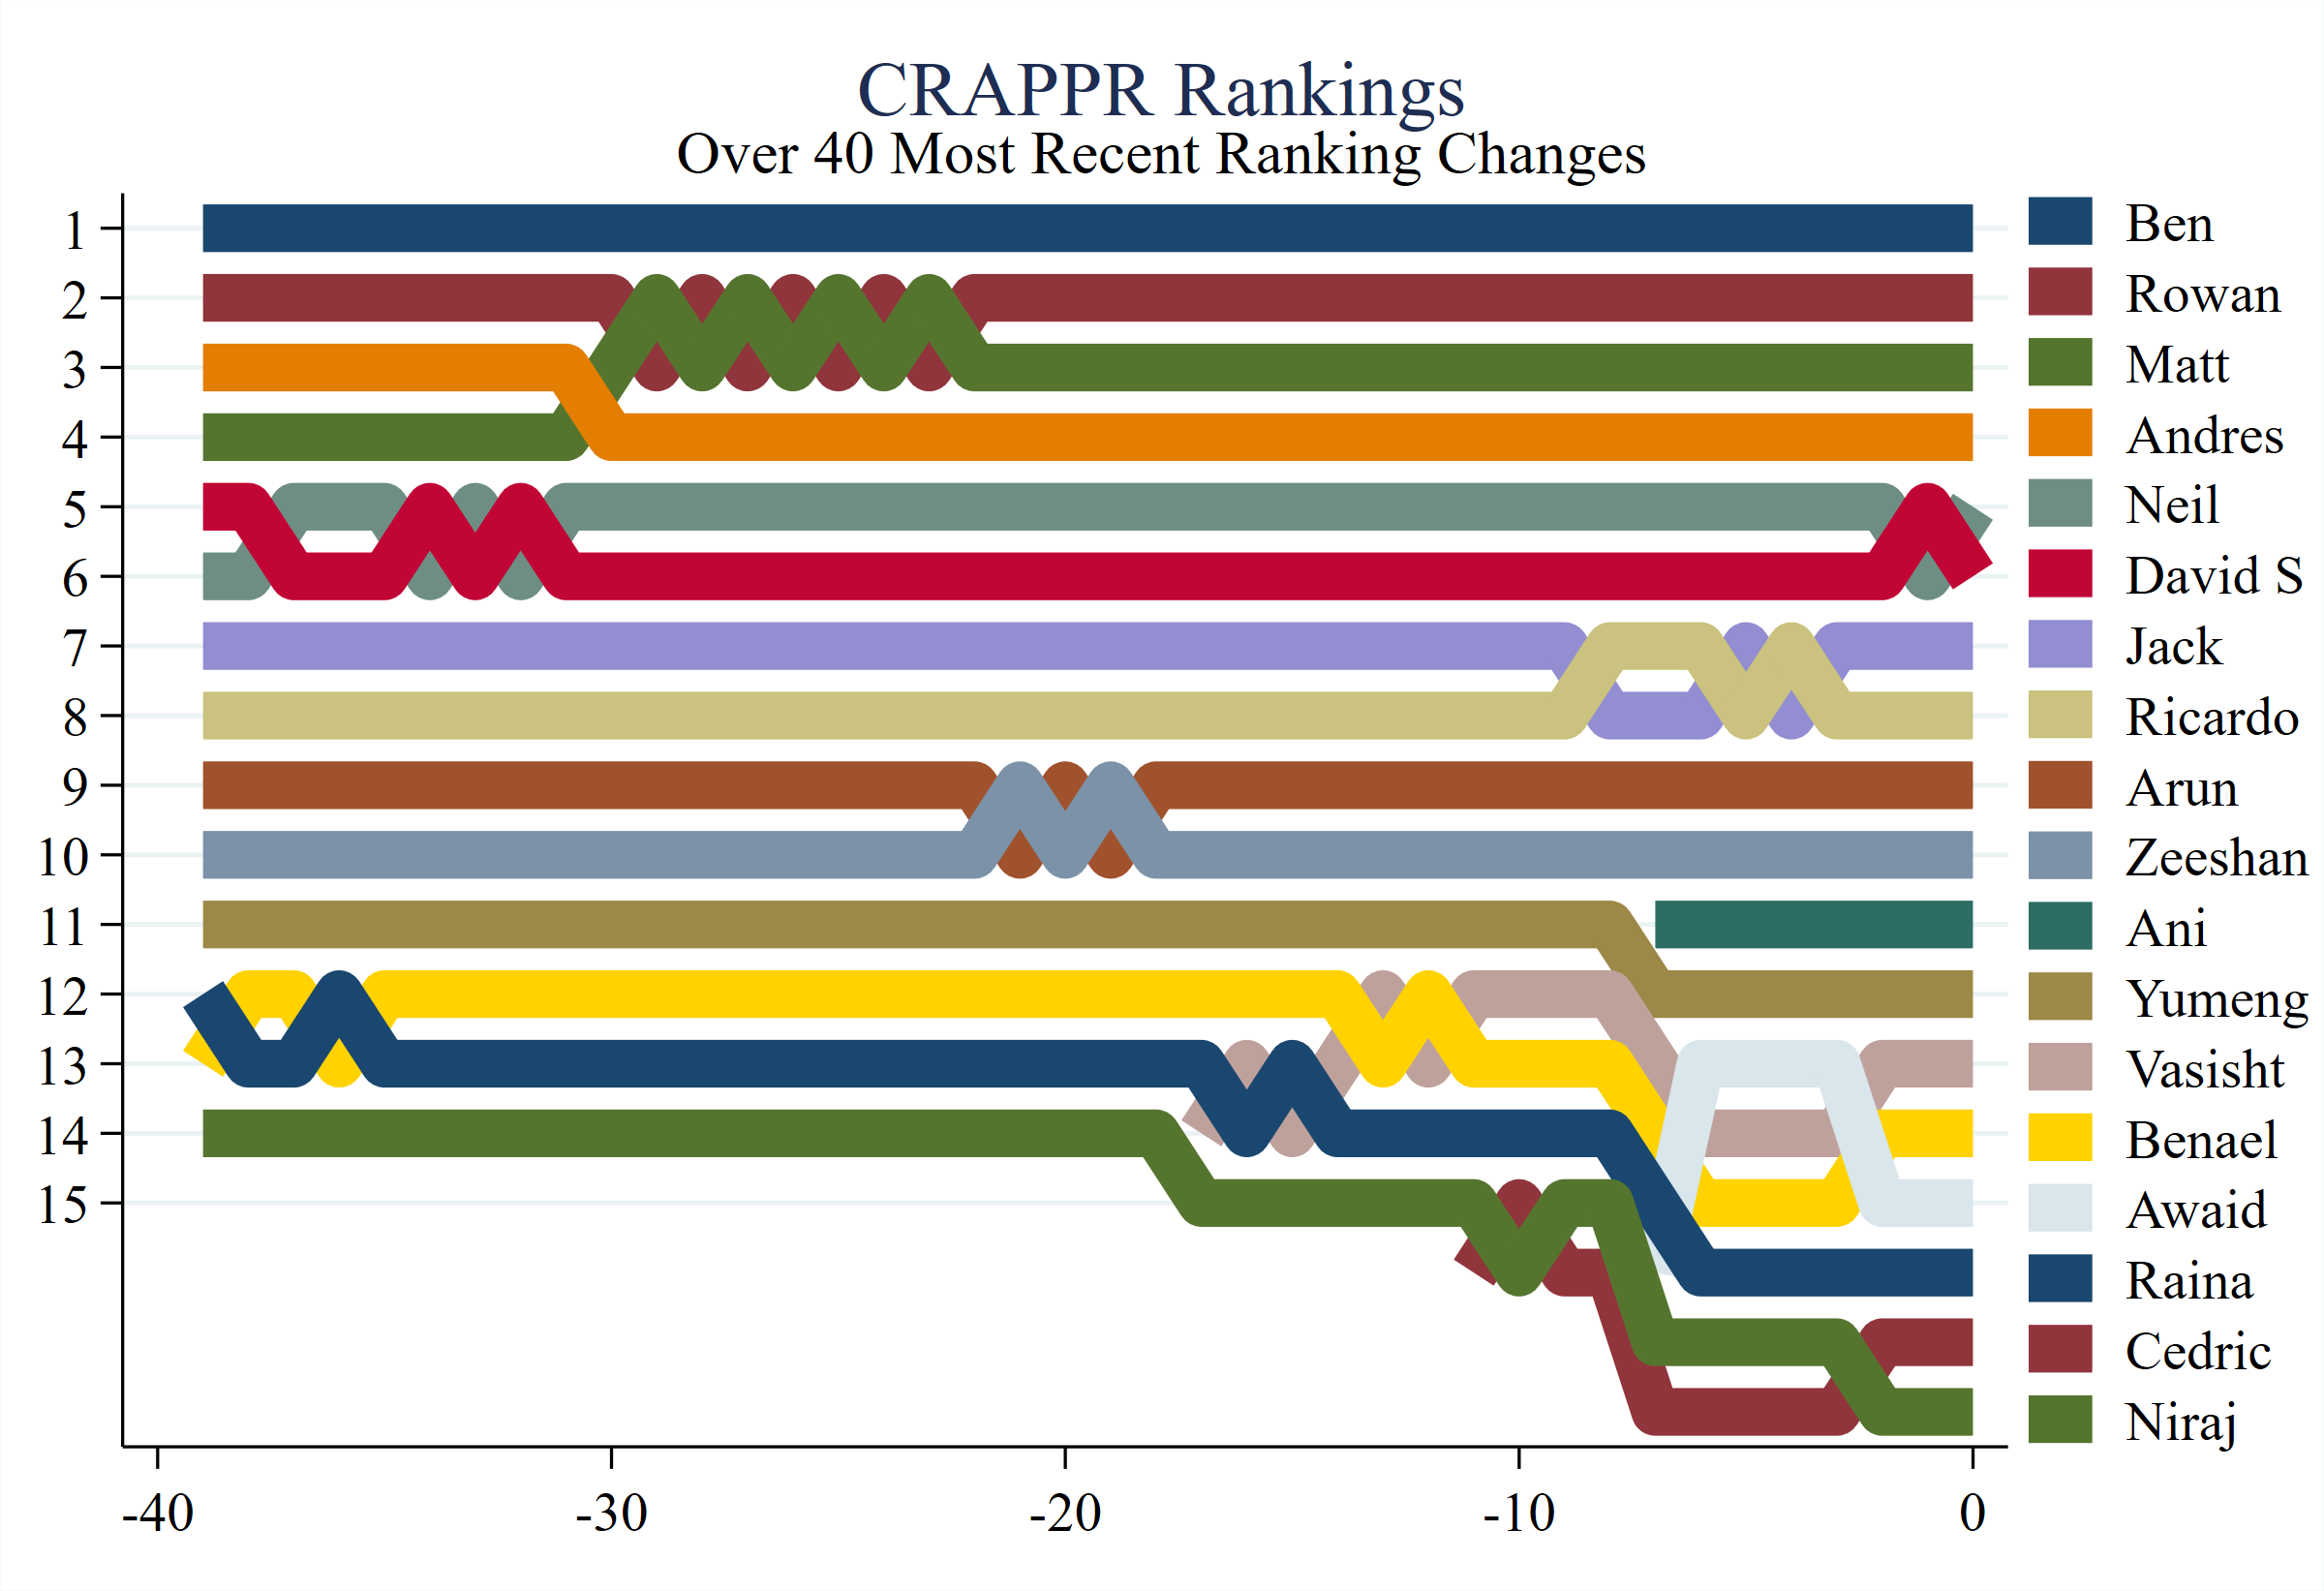 CRAPPR Rankings
Over 40 Most Recent Ranking Changes
1
2
3
4
5
6
7
8
9
10
11
12
13
14
15
-40
-30
-20
-10
0
Ben
Rowan
Matt
Andres
Neil
David S
Jack
Ricardo
Arun
Zeeshan
Ani
Yumeng
Vasisht
Benael
Awaid
Raina
Cedric
Niraj